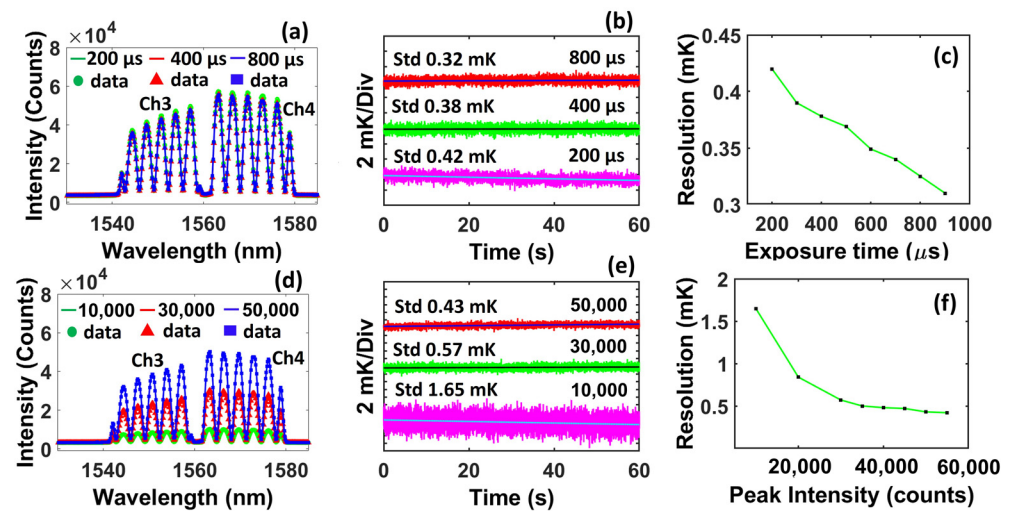 (a)
× 10⁴
8
6
4
2
0
Intensity (Counts)
200 μs 400 μs 800 μs
data data data
Ch3
Ch4
1540 1560 1580
Wavelength (nm)
(b)
2 mK/Div
Std 0.32 mK 800 μs
Std 0.38 mK 400 μs
Std 0.42 mK 200 μs
0 20 40 60
Time (s)
(c)
Resolution (mK)
0.45
0.4
0.35
0.3
200 400 600 800 1000
Exposure time (μs)
(d)
×10⁴
8
6
4
2
0
Intensity (Counts)
10,000 30,000 50,000
data data data
Ch3 Ch4
1540 1560 1580
Wavelength (nm)
(e)
2 mK/Div
Std 0.43 mK 50,000
Std 0.57 mK 30,000
Std 1.65 mK 10,000
0 20 40 60
Time (s)
(f)
Resolution (mK)
2
1.5
1
0.5
20,000 40,000 60,000
Peak Intensity (counts)